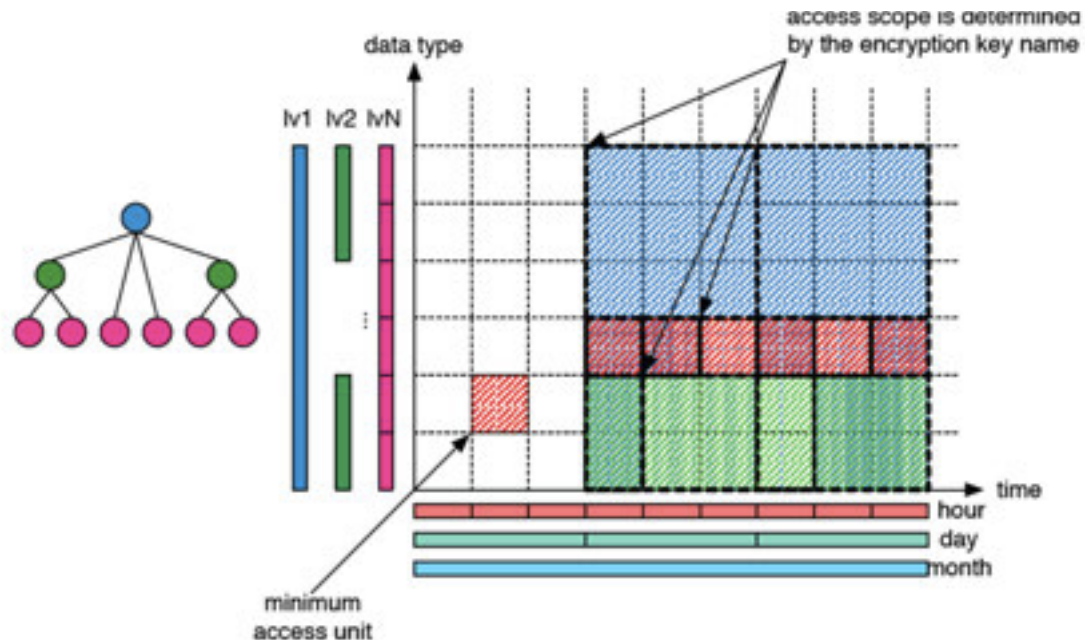 access scope is determined
by the encryption key name
data type
lv1 lv2 lvN
...
time
hour
day
month
minimum
access unit